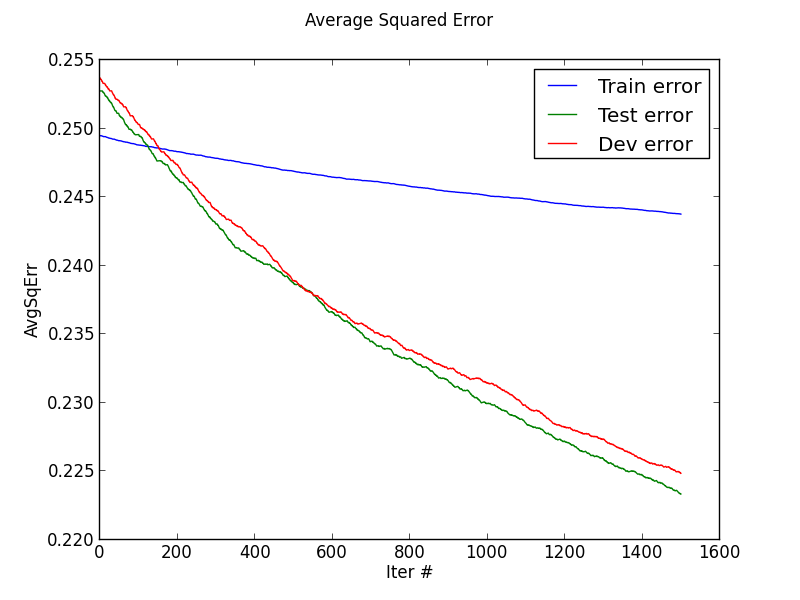 Average Squared Error
0.255
0.250
0.245
0.240
0.235
0.230
0.225
0.220
AvgSqErr
Train error
Test error
Dev error
0 200 400 600 800 1000 1200 1400 1600
Iter #